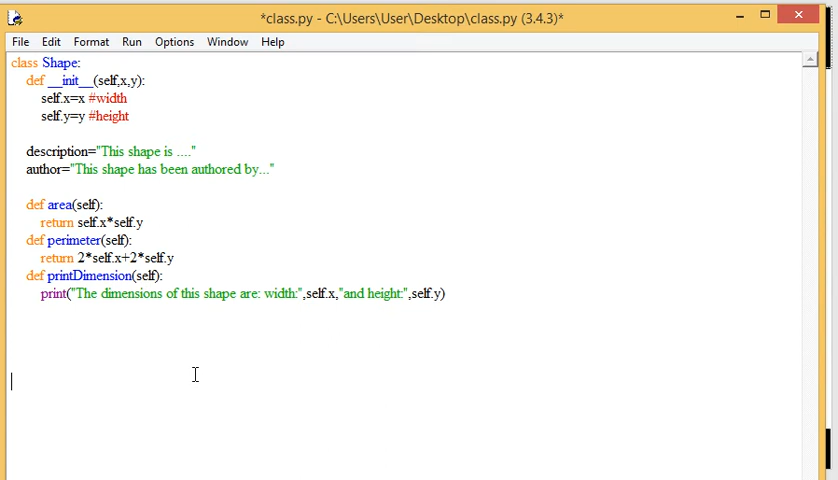 *class.py - C:\Users\User\Desktop\class.py (3.4.3)*
File Edit Format Run Options Window Help
class Shape:
    def __init__(self,x,y):
        self.x=x #width
        self.y=y #height
    description="This shape is ...."
    author="This shape has been authored by..."
    def area(self):
        return self.x*self.y
    def perimeter(self):
        return 2*self.x+2*self.y
    def printDimension(self):
        print("The dimensions of this shape are: width:",self.x,"and height:",self.y)